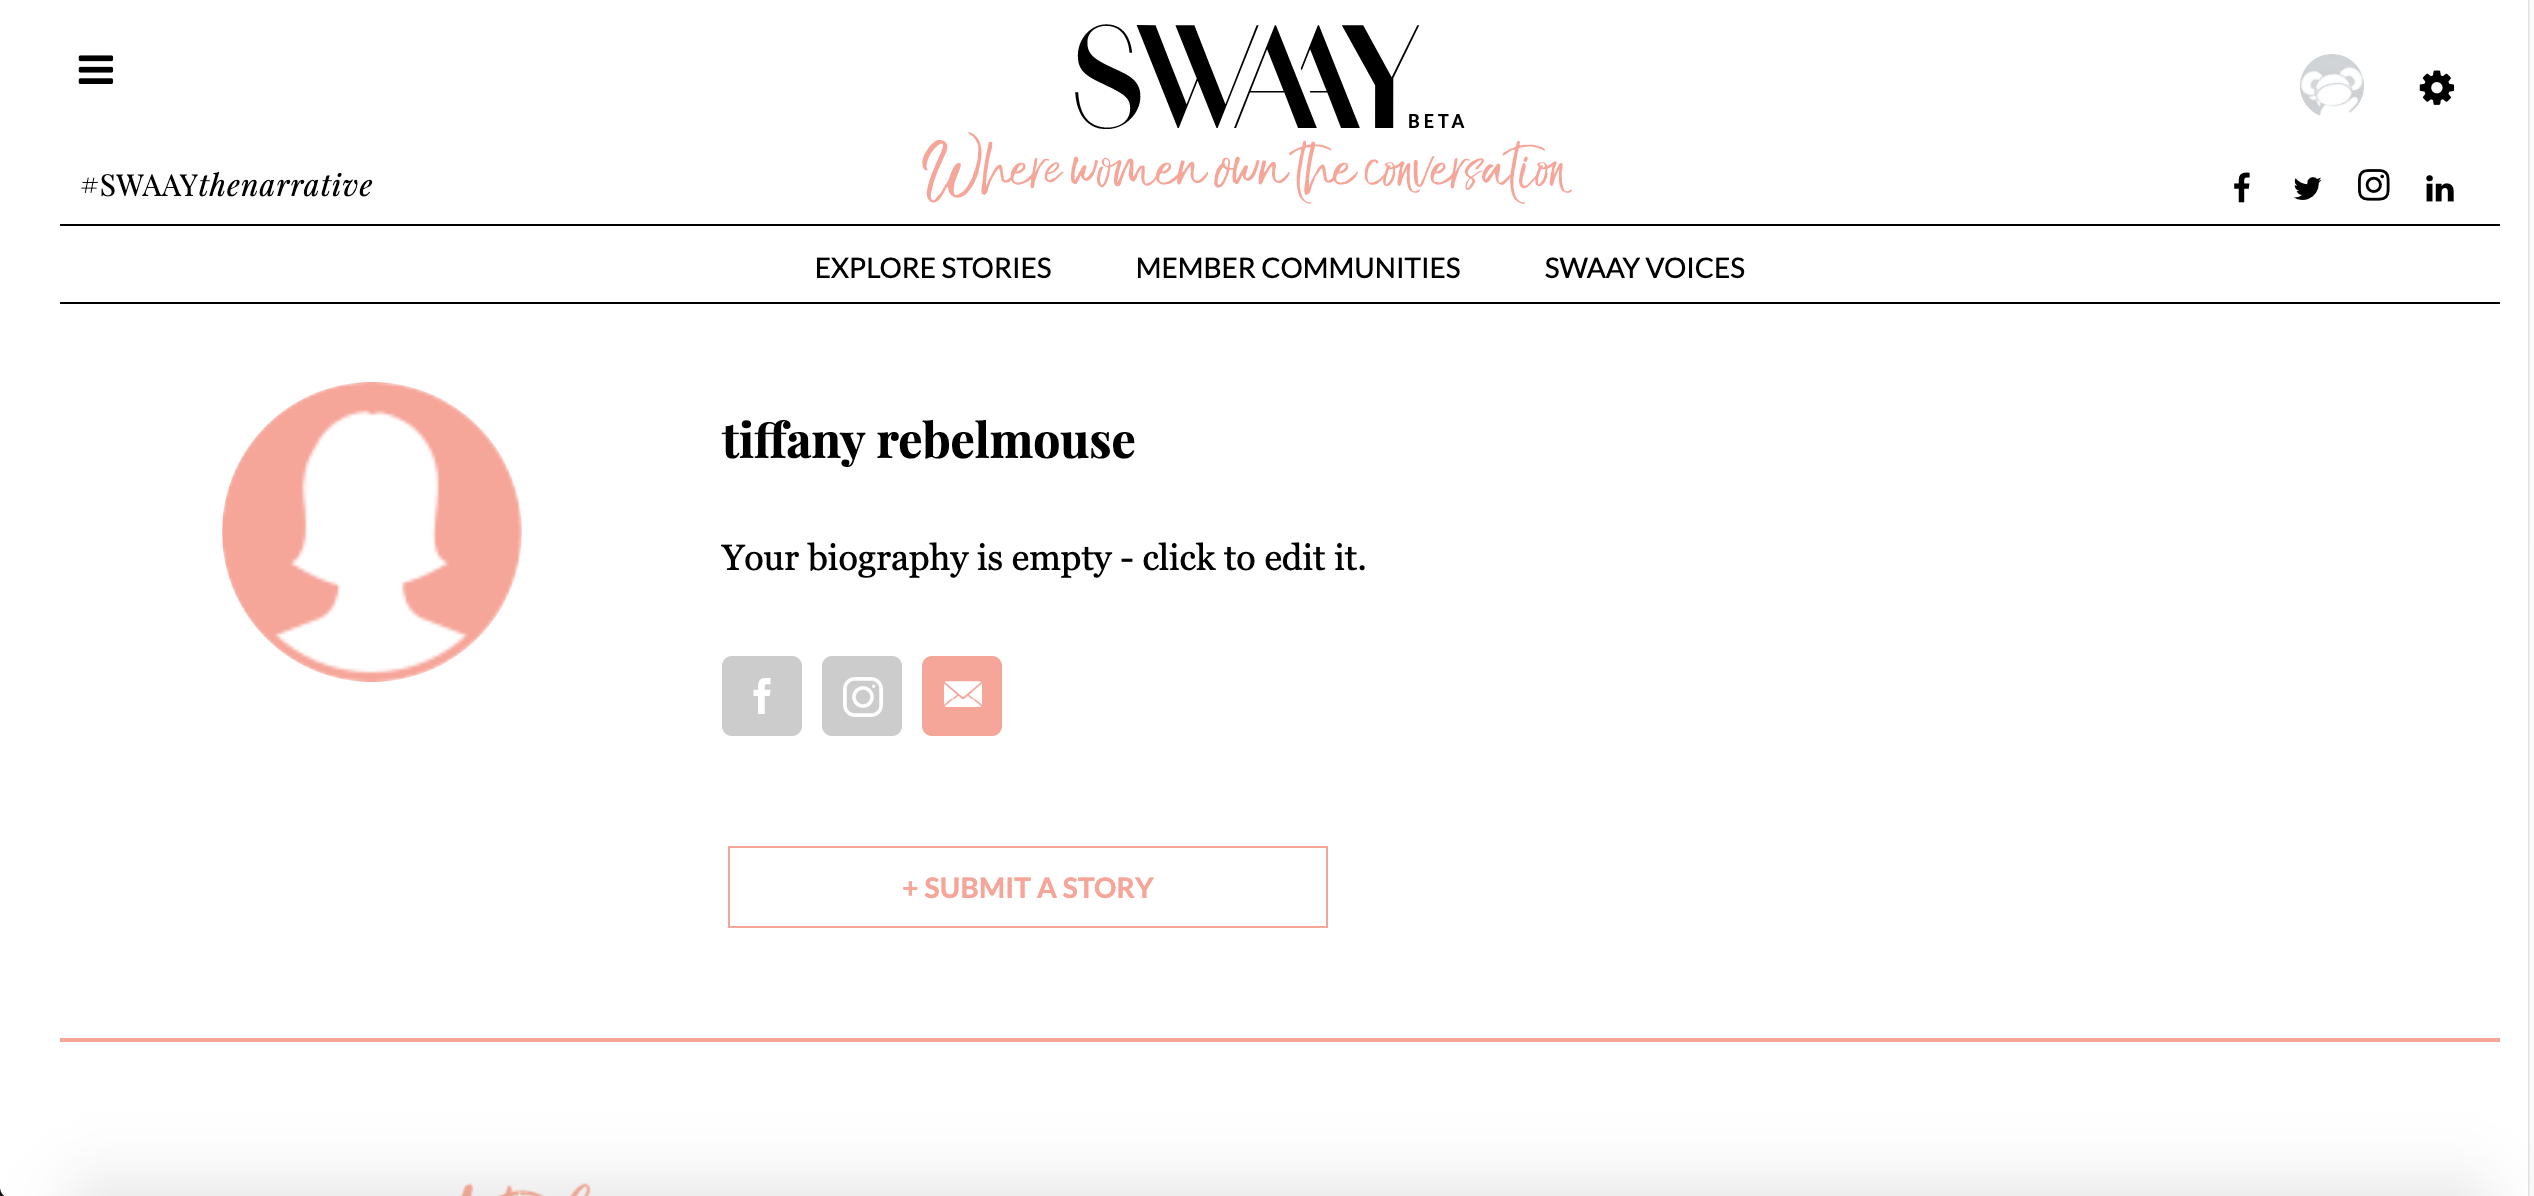 SWAAY BETA
Where women own the conversation
#SWAAYthenarrative
EXPLORE STORIES MEMBER COMMUNITIES SWAAY VOICES
tiffany rebelmouse
Your biography is empty - click to edit it.
+ SUBMIT A STORY